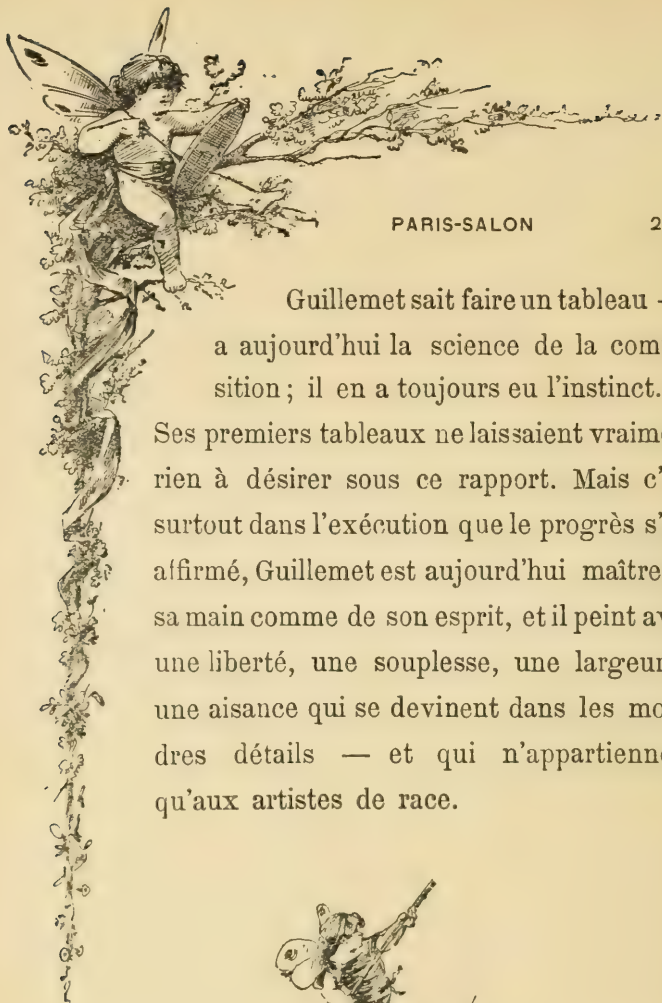 PARIS-SALON 2
Guillemet sait faire un tableau -
a aujourd'hui la science de la com
sition ; il en a toujours eu l'instinct.
Ses premiers tableaux ne laissaient vraime
rien à désirer sous ce rapport. Mais c'
surtout dans l'exécution que le progrès s'
affirmé, Guillemet est aujourd'hui maître
sa main comme de son esprit, et il peint av
une liberté, une souplesse, une largeur
une aisance qui se devinent dans les mo
dres détails — et qui n'appartienne
qu'aux artistes de race.